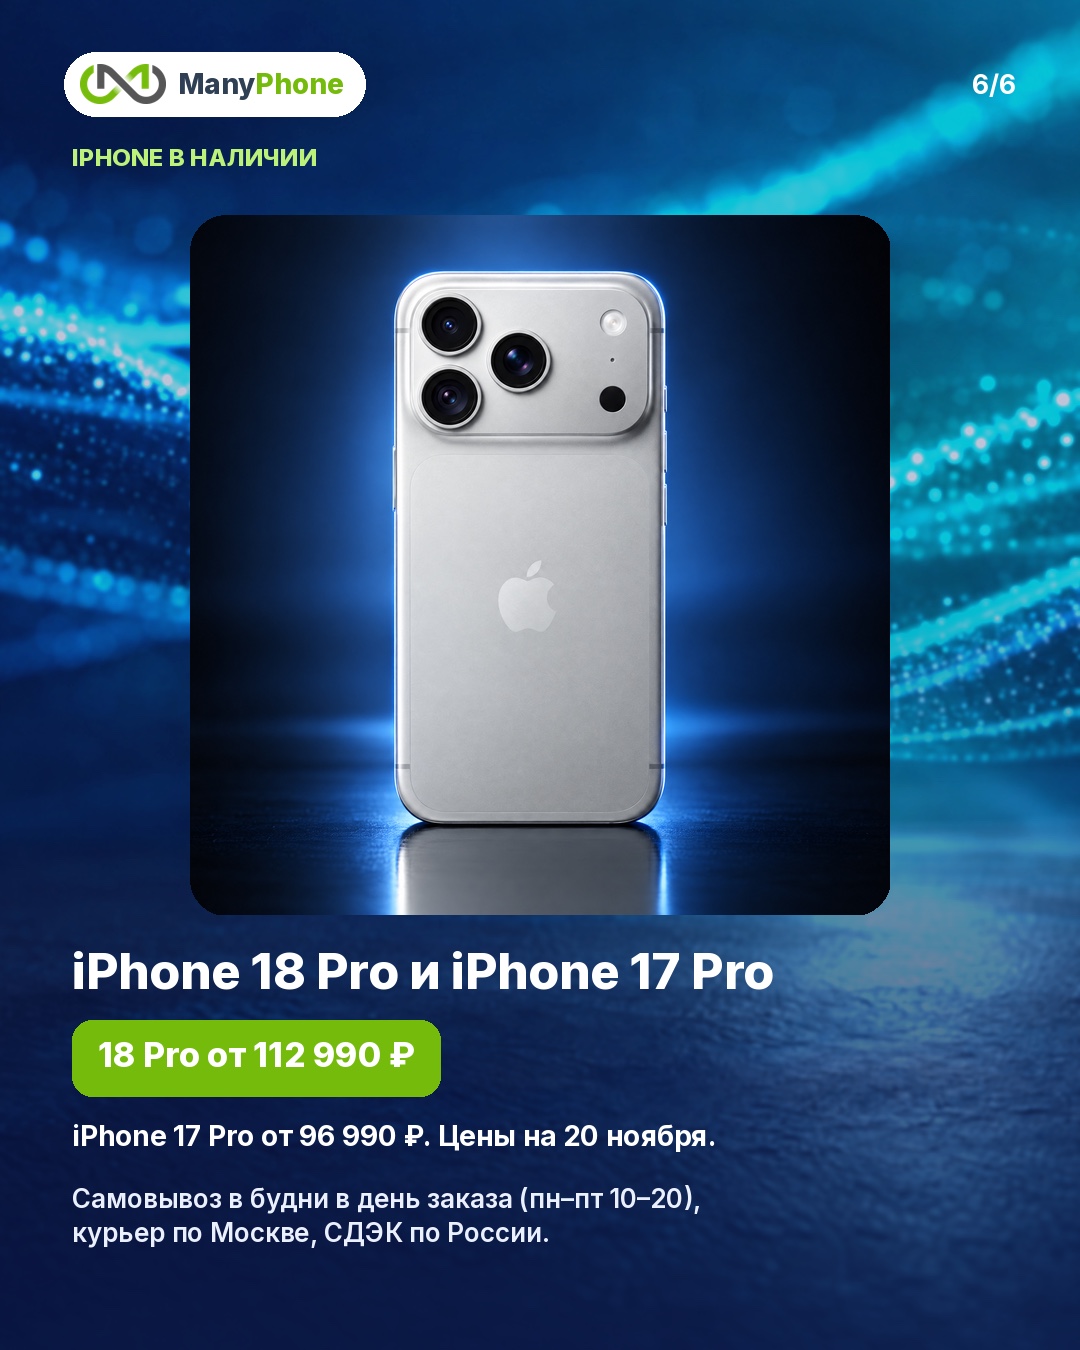 ManyPhone
6/6
IPHONE В НАЛИЧИИ
iPhone 18 Pro и iPhone 17 Pro
18 Pro от 112 990 ₽
iPhone 17 Pro от 96 990 ₽. Цены на 20 ноября.
Самовывоз в будни в день заказа (пн–пт 10–20),
курьер по Москве, СДЭК по России.